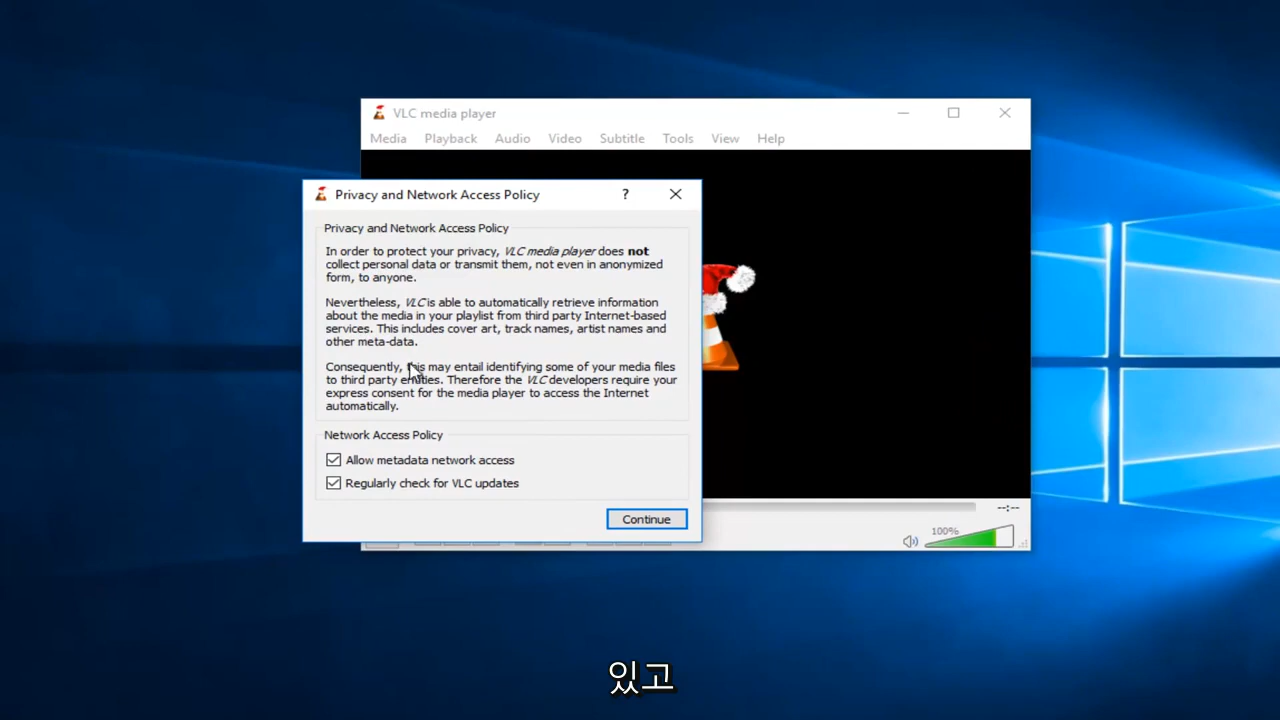 VLC media player
Media Playback Audio Video Subtitle Tools View Help
Privacy and Network Access Policy ?
Privacy and Network Access Policy
In order to protect your privacy, VLC media player does not
collect personal data or transmit them, not even in anonymized
form, to anyone.
Nevertheless, VLC is able to automatically retrieve information
about the media in your playlist from third party Internet-based
services. This includes cover art, track names, artist names and
other meta-data.
Consequently, this may entail identifying some of your media files
to third party entities. Therefore the VLC developers require your
express consent for the media player to access the Internet
automatically.
Network Access Policy
Allow metadata network access
Regularly check for VLC updates
Continue
--:--
100%
있고